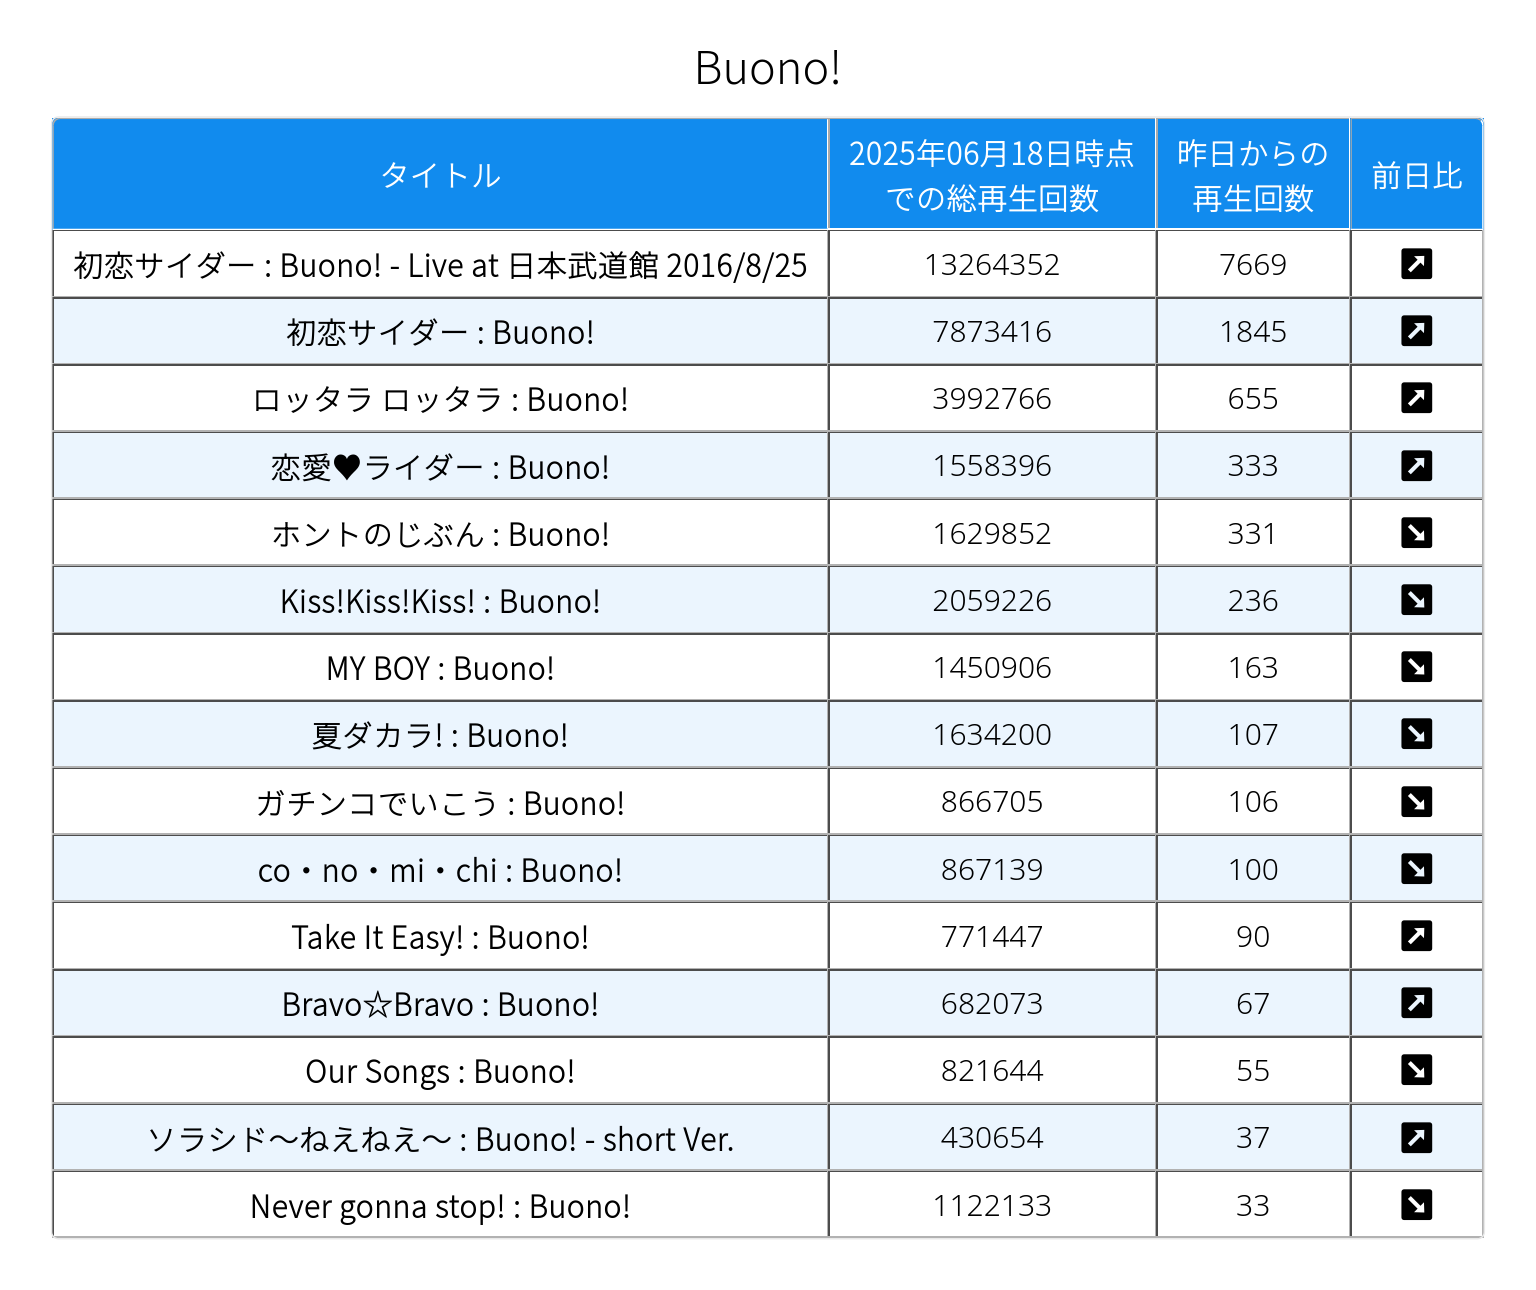 Buono!
タイトル 2025年06月18日時点での総再生回数 昨日からの再生回数 前日比
初恋サイダー : Buono! - Live at 日本武道館 2016/8/25 13264352 7669 ↗
初恋サイダー : Buono! 7873416 1845 ↗
ロッタラ ロッタラ : Buono! 3992766 655 ↗
恋愛♥ライダー : Buono! 1558396 333 ↗
ホントのじぶん : Buono! 1629852 331 ↘
Kiss!Kiss!Kiss! : Buono! 2059226 236 ↘
MY BOY : Buono! 1450906 163 ↘
夏ダカラ! : Buono! 1634200 107 ↘
ガチンコでいこう : Buono! 866705 106 ↘
co・no・mi・chi : Buono! 867139 100 ↘
Take It Easy! : Buono! 771447 90 ↗
Bravo☆Bravo : Buono! 682073 67 ↗
Our Songs : Buono! 821644 55 ↘
ソラシド〜ねえねえ〜 : Buono! - short Ver. 430654 37 ↗
Never gonna stop! : Buono! 1122133 33 ↘